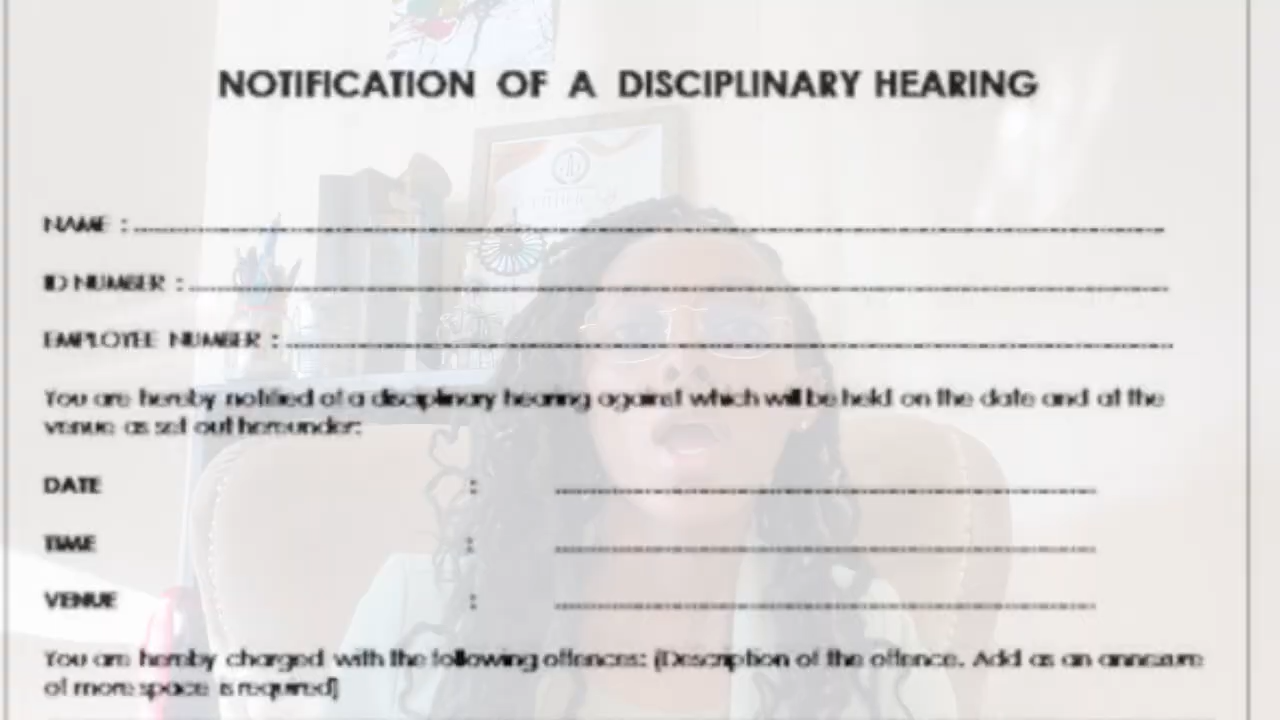 NOTIFICATION OF A DISCIPLINARY HEARING
NAME :
ID NUMBER :
EMPLOYEE NUMBER :
You are hereby notified of a disciplinary hearing against which will be held on the date and at the
venue as set out hereunder:
DATE :
TIME :
VENUE :
You are hereby charged with the following offences: (Description of the offence. Add as an annexure
of more space is required)